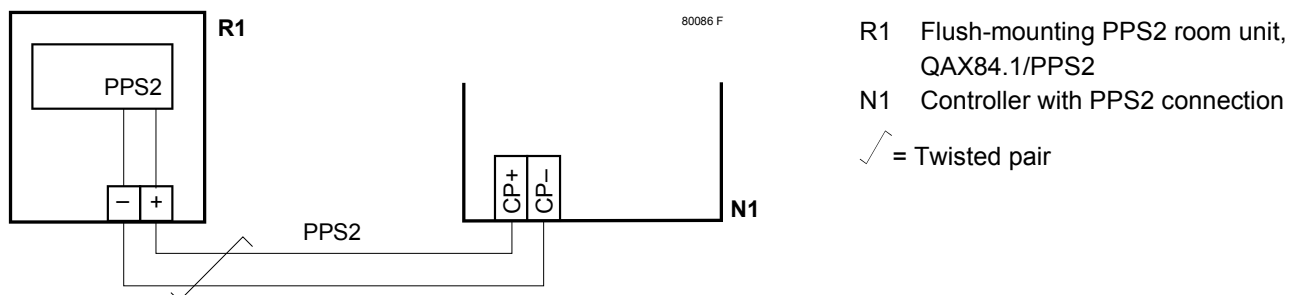 R1
80086 F
PPS2
– +
CP+ CP–
N1
PPS2
R1 Flush-mounting PPS2 room unit,
QAX84.1/PPS2
N1 Controller with PPS2 connection
= Twisted pair